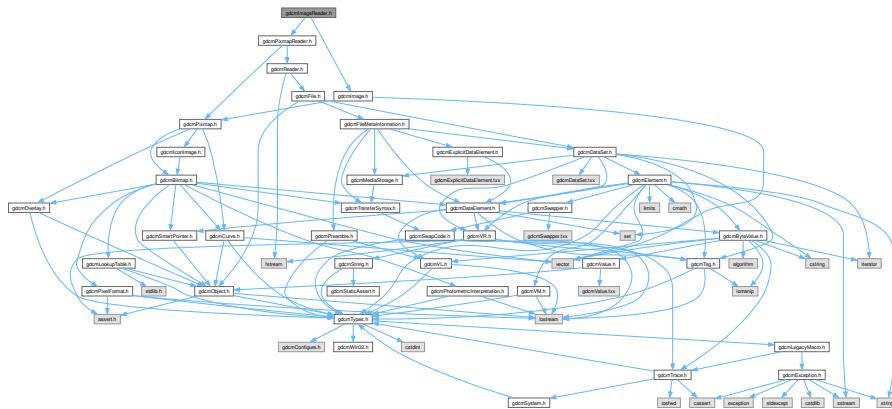 gdcmImageReader.h
gdcmPixmapReader.h
gdcmReader.h
gdcmFile.h
gdcmImage.h
gdcmPixmap.h
gdcmFileMetaInformation.h
gdcmIconImage.h
gdcmExplicitDataElement.h
gdcmDataSet.h
gdcmBitmap.h
gdcmMediaStorage.h
gdcmExplicitDataElement.txx
gdcmDataSet.txx
gdcmElement.h
gdcmOverlay.h
gdcmTransferSyntax.h
gdcmDataElement.h
gdcmSwapper.h
limits
cmath
gdcmSmartPointer.h
gdcmCurve.h
gdcmPreamble.h
gdcmSwapCode.h
gdcmVR.h
gdcmSwapper.txx
set
gdcmByteValue.h
gdcmLookupTable.h
fstream
gdcmString.h
gdcmVL.h
vector
gdcmValue.h
gdcmTag.h
algorithm
cstring
iterator
gdcmPixelFormat.h
stdlib.h
gdcmObject.h
gdcmStaticAssert.h
gdcmPhotometricInterpretation.h
gdcmVM.h
gdcmValue.txx
iomanip
assert.h
gdcmTypes.h
iostream
gdcmConfigure.h
gdcmWin32.h
cstdint
gdcmLegacyMacro.h
gdcmTrace.h
gdcmException.h
gdcmSystem.h
iosfwd
cassert
exception
stdexcept
cstdlib
sstream
string